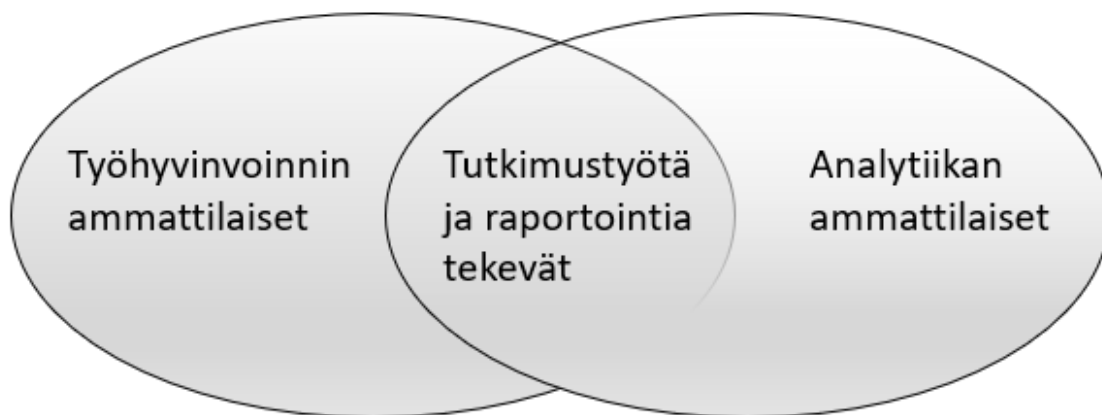 Työhyvinvoinnin
ammattilaiset
Tutkimustyötä
ja raportointia
tekevät
Analytiikan
ammattilaiset